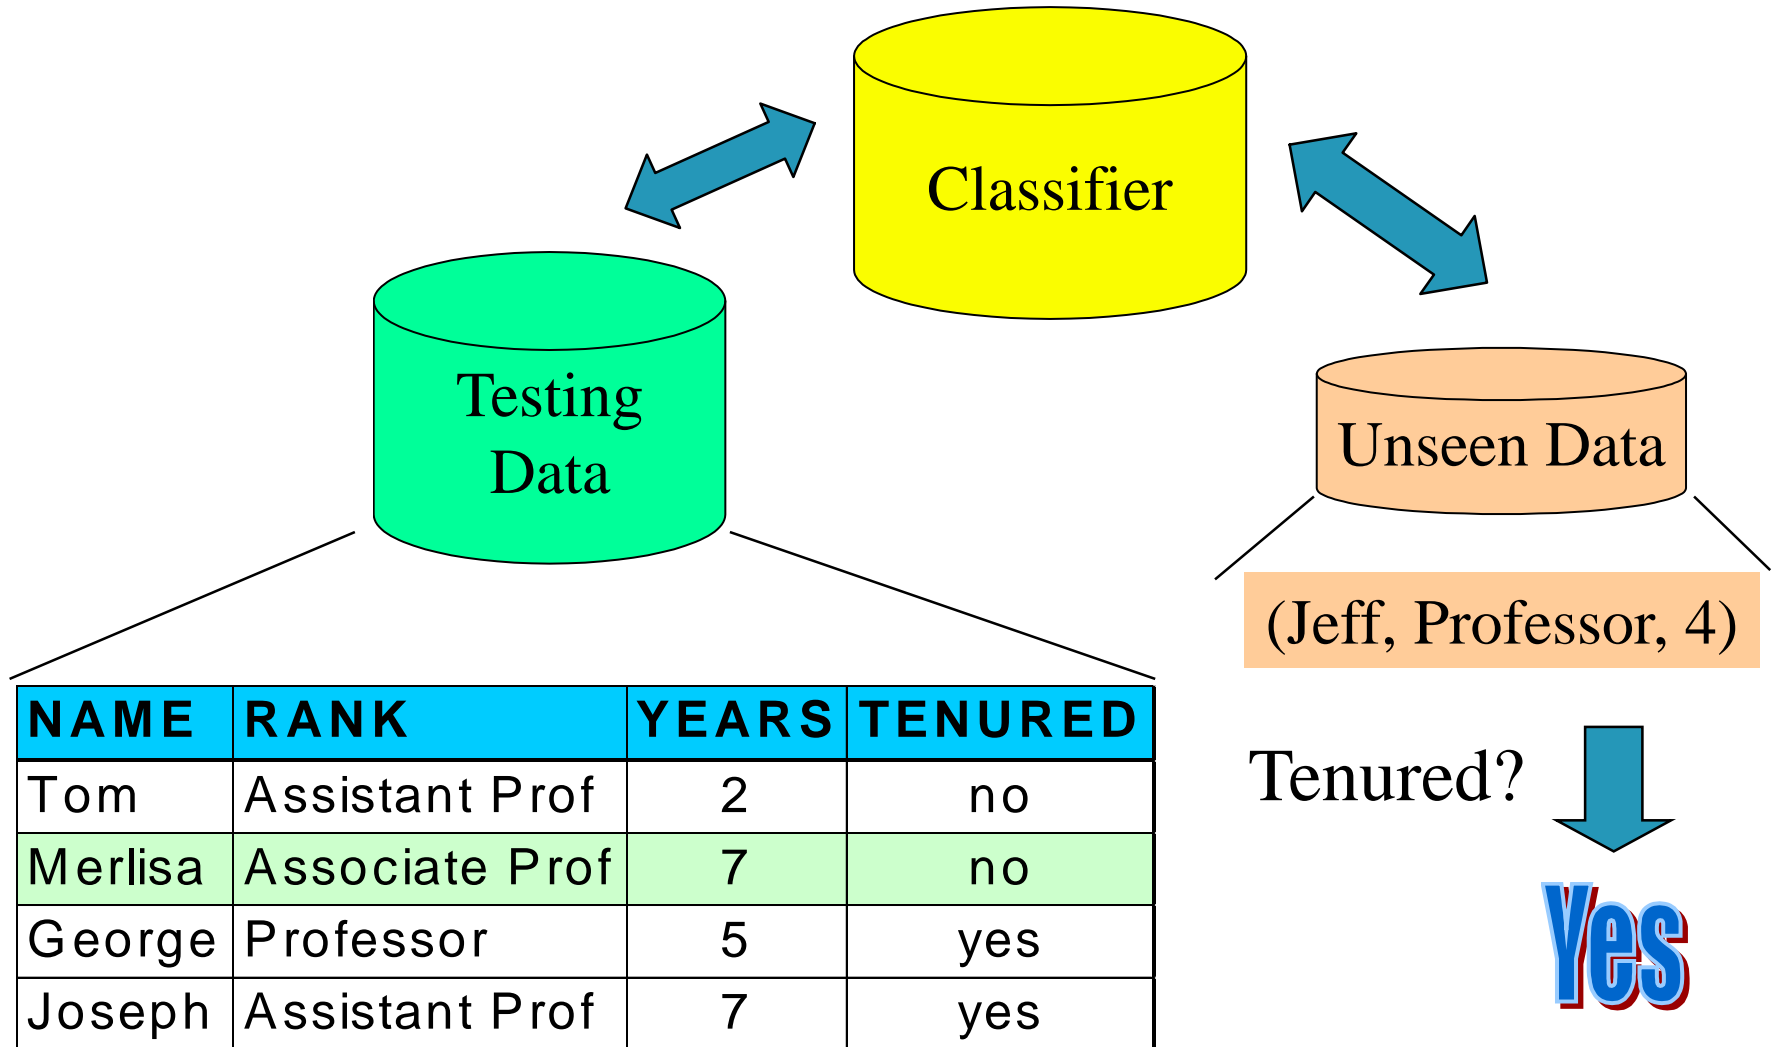 Classifier
Testing
Data
Unseen Data
(Jeff, Professor, 4)
NAME RANK YEARS TENURED
Tom Assistant Prof 2 no
Merlisa Associate Prof 7 no
George Professor 5 yes
Joseph Assistant Prof 7 yes
Tenured?
Yes